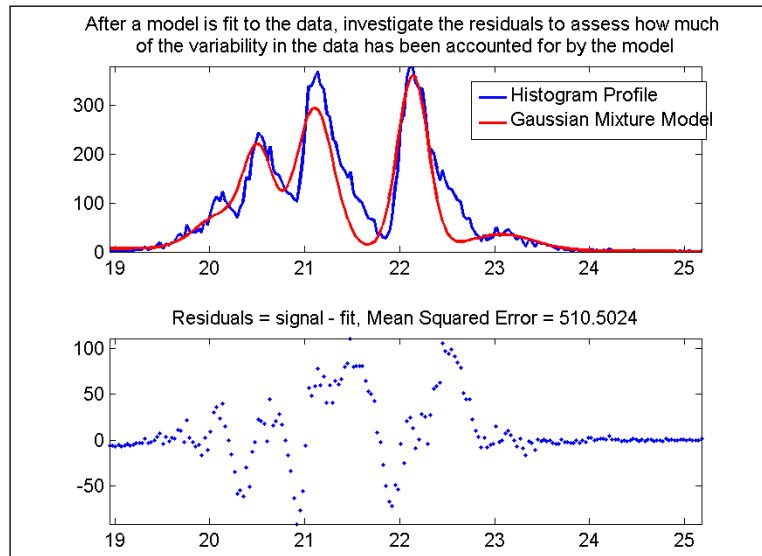 After a model is fit to the data, investigate the residuals to assess how much
of the variability in the data has been accounted for by the model
300
200
100
0
Histogram Profile
Gaussian Mixture Model
19 20 21 22 23 24 25
Residuals = signal - fit, Mean Squared Error = 510.5024
100
50
0
-50
19 20 21 22 23 24 25